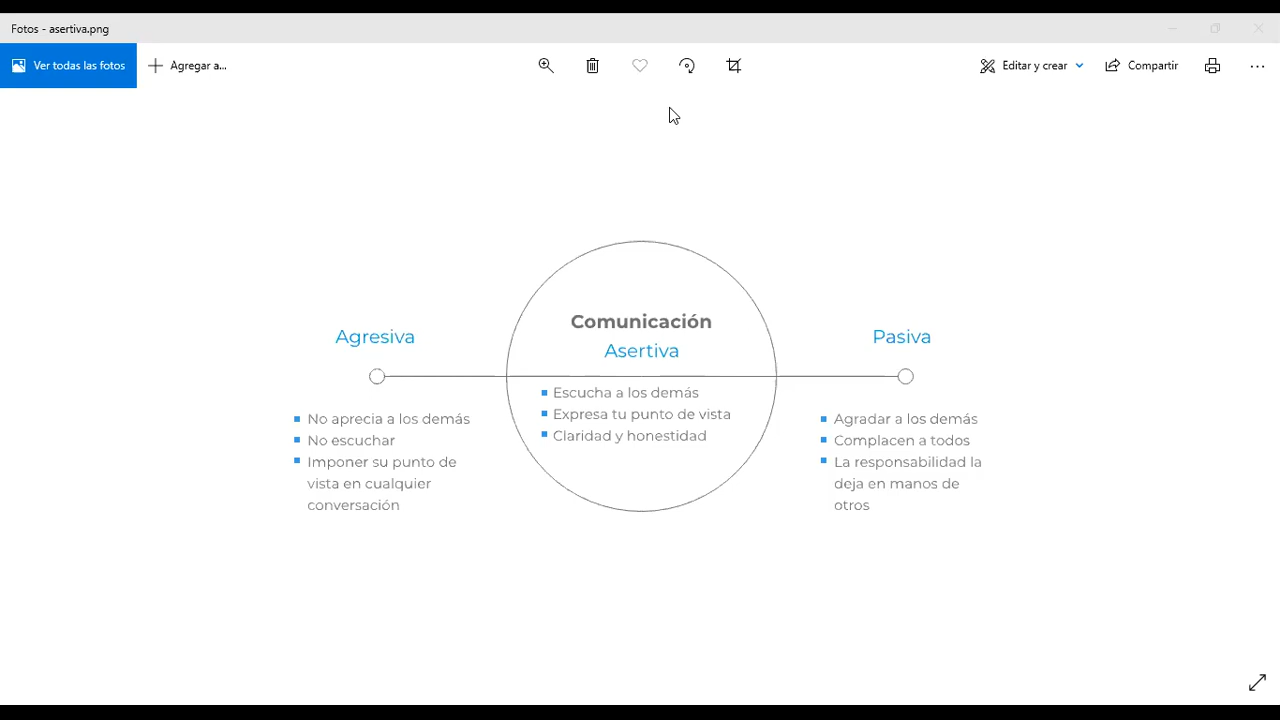 Fotos - asertiva.png
Ver todas las fotos
Agregar a...
Editar y crear
Compartir
Comunicación
Asertiva
Escucha a los demás
Expresa tu punto de vista
Claridad y honestidad
Agresiva
No aprecia a los demás
No escuchar
Imponer su punto de
vista en cualquier
conversación
Pasiva
Agradar a los demás
Complacen a todos
La responsabilidad la
deja en manos de
otros